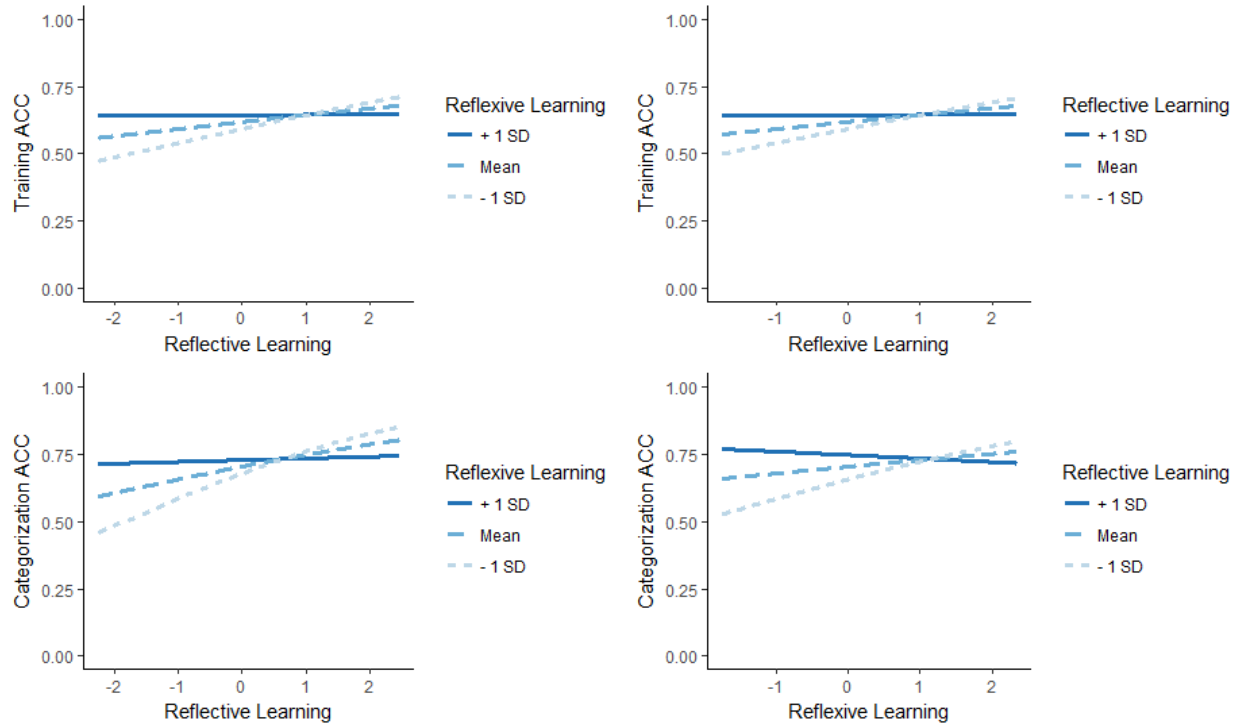 1.00
0.75
0.50
0.25
0.00
Training ACC
-2 -1 0 1 2
Reflective Learning
Reflexive Learning
+ 1 SD
Mean
- 1 SD
1.00
0.75
0.50
0.25
0.00
Training ACC
-1 0 1 2
Reflexive Learning
Reflective Learning
+ 1 SD
Mean
- 1 SD
1.00
0.75
0.50
0.25
0.00
Categorization ACC
-2 -1 0 1 2
Reflective Learning
Reflexive Learning
+ 1 SD
Mean
- 1 SD
1.00
0.75
0.50
0.25
0.00
Categorization ACC
-1 0 1 2
Reflexive Learning
Reflective Learning
+ 1 SD
Mean
- 1 SD